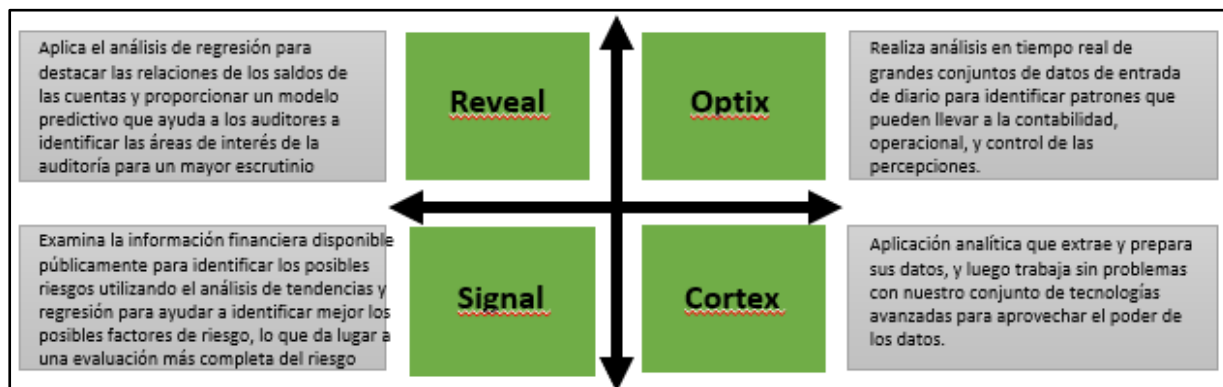 Aplica el análisis de regresión para
destacar las relaciones de los saldos de
las cuentas y proporcionar un modelo
predictivo que ayuda a los auditores a
identificar las áreas de interés de la
auditoría para un mayor escrutinio
Reveal
Optix
Realiza análisis en tiempo real de
grandes conjuntos de datos de entrada
de diario para identificar patrones que
pueden llevar a la contabilidad,
operacional, y control de las
percepciones.
Examina la información financiera disponible
públicamente para identificar los posibles
riesgos utilizando el análisis de tendencias y
regresión para ayudar a identificar mejor los
posibles factores de riesgo, lo que da lugar a
una evaluación más completa del riesgo
Signal
Cortex
Aplicación analítica que extrae y prepara
sus datos, y luego trabaja sin problemas
con nuestro conjunto de tecnologías
avanzadas para aprovechar el poder de
los datos.